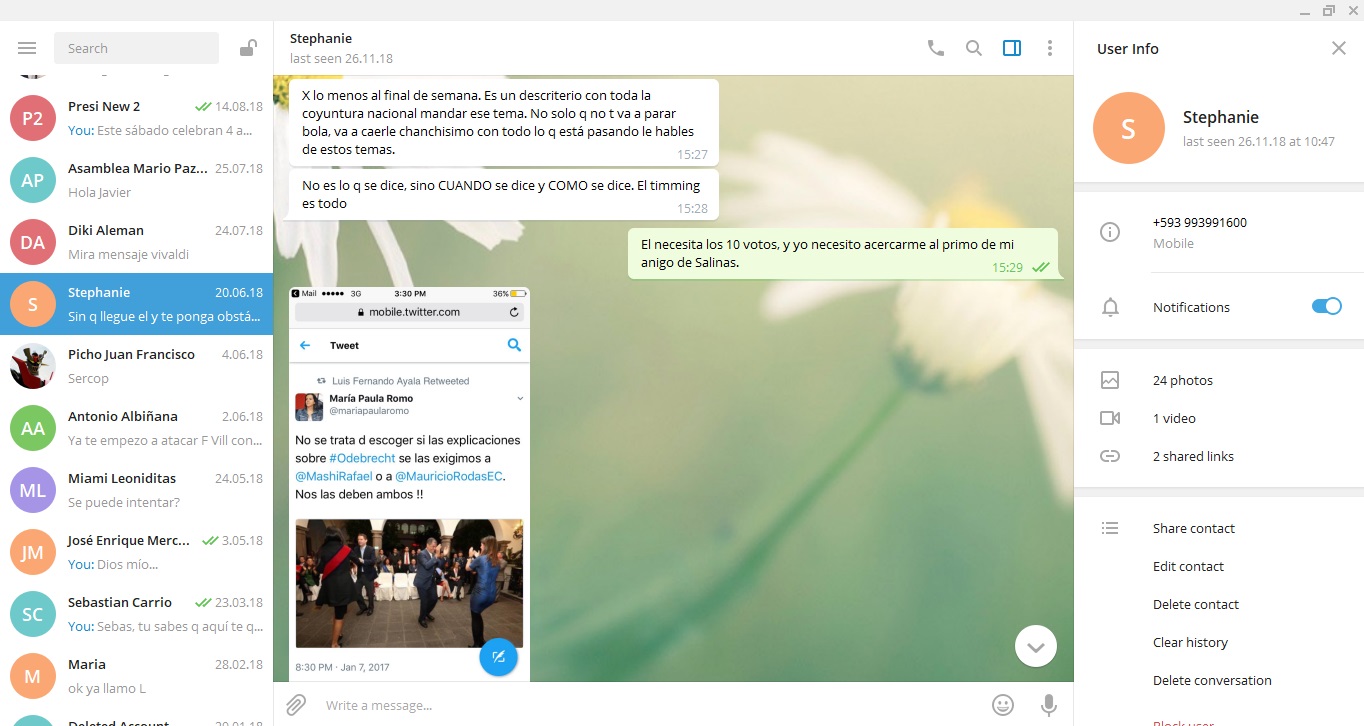 Search
Presi New 2 14.08.18
You: Este sábado celebran 4 a...
Asamblea Mario Paz... 25.07.18
Hola Javier
Diki Aleman 24.07.18
Mira mensaje vivaldi
Stephanie 20.06.18
Sin q llegue el y te ponga obstá...
Picho Juan Francisco 4.06.18
Sercop
Antonio Albiñana 2.06.18
Ya te empezo a atacar F Vill con...
Miami Leoniditas 24.05.18
Se puede intentar?
José Enrique Merc... 3.05.18
You: Dios mío...
Sebastian Carrio 23.03.18
You: Sebas, tu sabes q aquí te q...
Maria 28.02.18
ok ya llamo L
Deleted Account
P2
AP
DA
S
AA
ML
JM
SC
M
Stephanie
last seen 26.11.18
X lo menos al final de semana. Es un descriterio con toda la
coyuntura nacional mandar ese tema. No solo q no t va a parar
bola, va a caerle chanchisimo con todo lo q está pasando le hables
de estos temas.
15:27
No es lo q se dice, sino CUANDO se dice y COMO se dice. El timming
es todo
15:28
El necesita los 10 votos, y yo necesito acercarme al primo de mi
anigo de Salinas.
15:29
Mail 3G 3:30 PM 36%
mobile.twitter.com
Tweet
Luis Fernando Ayala Retweeted
María Paula Romo
@mariapaularomo
No se trata d escoger si las explicaciones
sobre #Odebrecht se las exigimos a
@MashiRafael o a @MauricioRodasEC.
Nos las deben ambos !!
8:30 PM · Jan 7, 2017
Write a message...
User Info
S
Stephanie
last seen 26.11.18 at 10:47
+593 993991600
Mobile
Notifications
24 photos
1 video
2 shared links
Share contact
Edit contact
Delete contact
Clear history
Delete conversation
Block user